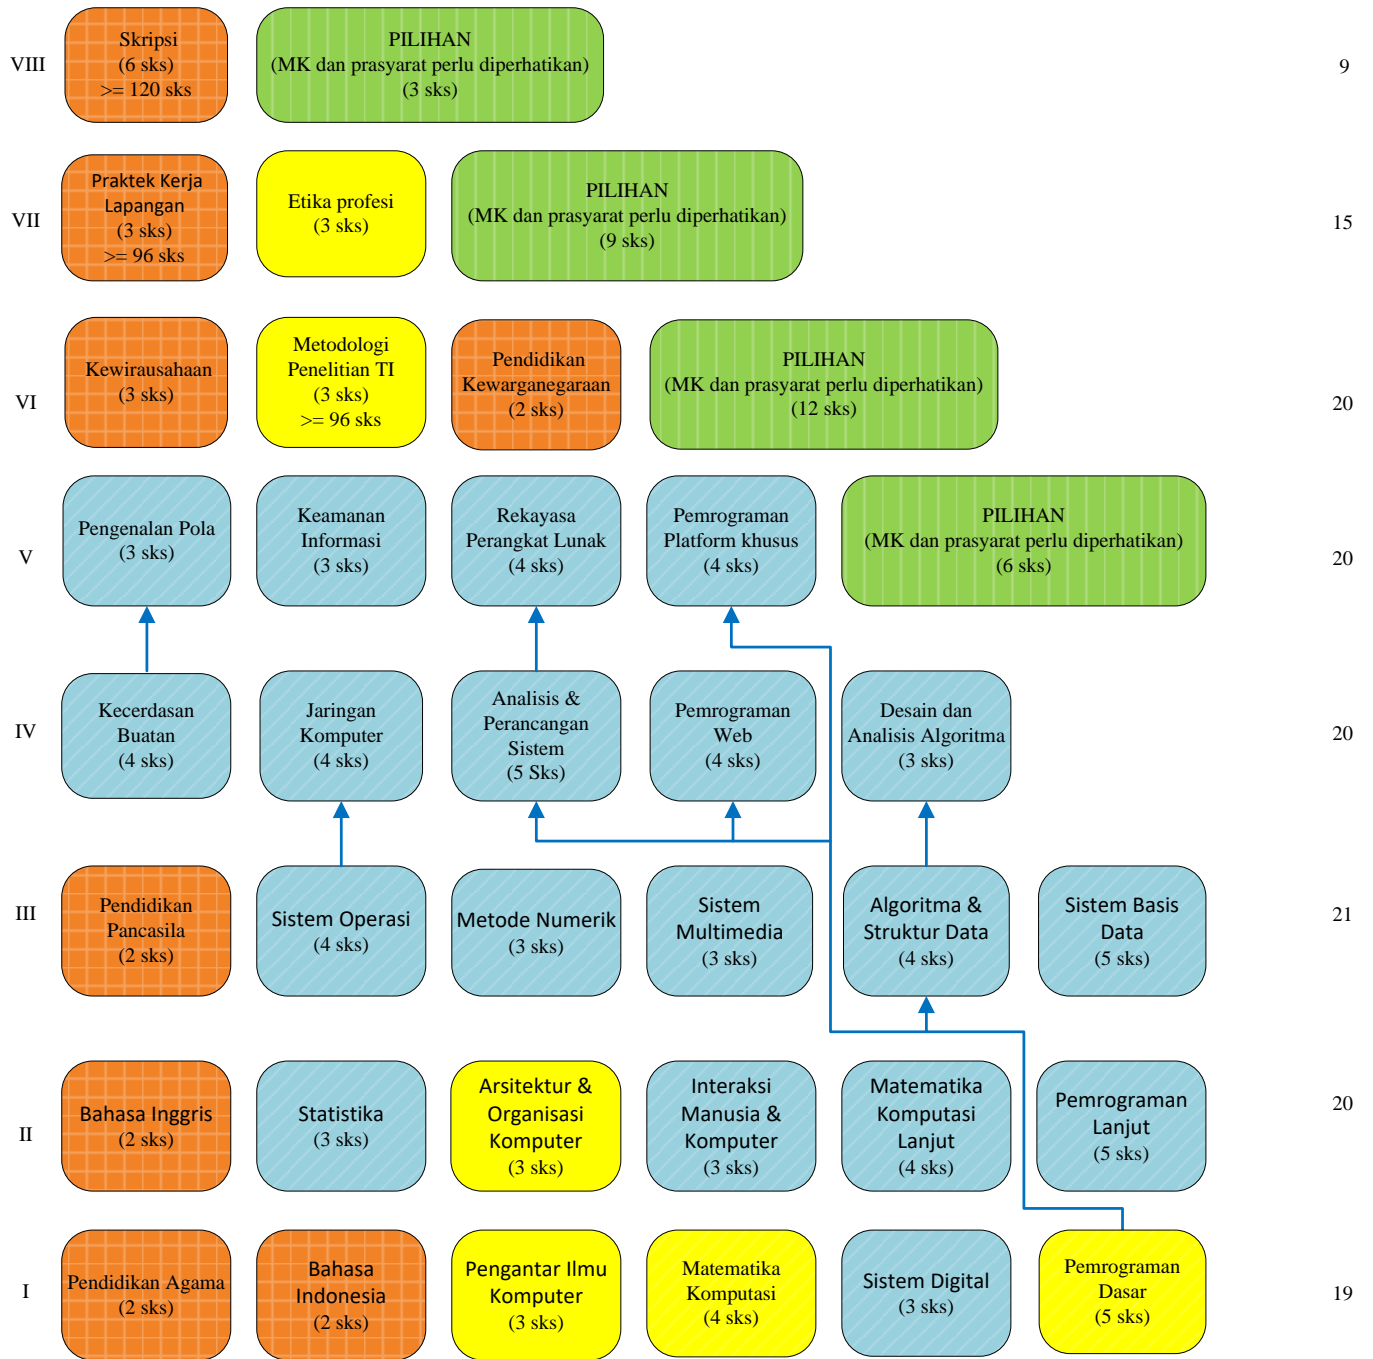 VIII
Skripsi
(6 sks)
>= 120 sks
PILIHAN
(MK dan prasyarat perlu diperhatikan)
(3 sks)
9
VII
Praktek Kerja
Lapangan
(3 sks)
>= 96 sks
Etika profesi
(3 sks)
PILIHAN
(MK dan prasyarat perlu diperhatikan)
(9 sks)
15
VI
Kewirausahaan
(3 sks)
Metodologi
Penelitian TI
(3 sks)
>= 96 sks
Pendidikan
Kewarganegaraan
(2 sks)
PILIHAN
(MK dan prasyarat perlu diperhatikan)
(12 sks)
20
V
Pengenalan Pola
(3 sks)
Keamanan
Informasi
(3 sks)
Rekayasa
Perangkat Lunak
(4 sks)
Pemrograman
Platform khusus
(4 sks)
PILIHAN
(MK dan prasyarat perlu diperhatikan)
(6 sks)
20
IV
Kecerdasan
Buatan
(4 sks)
Jaringan
Komputer
(4 sks)
Analisis &
Perancangan
Sistem
(5 Sks)
Pemrograman
Web
(4 sks)
Desain dan
Analisis Algoritma
(3 sks)
20
III
Pendidikan
Pancasila
(2 sks)
Sistem Operasi
(4 sks)
Metode Numerik
(3 sks)
Sistem
Multimedia
(3 sks)
Algoritma &
Struktur Data
(4 sks)
Sistem Basis
Data
(5 sks)
21
II
Bahasa Inggris
(2 sks)
Statistika
(3 sks)
Arsitektur &
Organisasi
Komputer
(3 sks)
Interaksi
Manusia &
Komputer
(3 sks)
Matematika
Komputasi
Lanjut
(4 sks)
Pemrograman
Lanjut
(5 sks)
20
I
Pendidikan Agama
(2 sks)
Bahasa
Indonesia
(2 sks)
Pengantar Ilmu
Komputer
(3 sks)
Matematika
Komputasi
(4 sks)
Sistem Digital
(3 sks)
Pemrograman
Dasar
(5 sks)
19